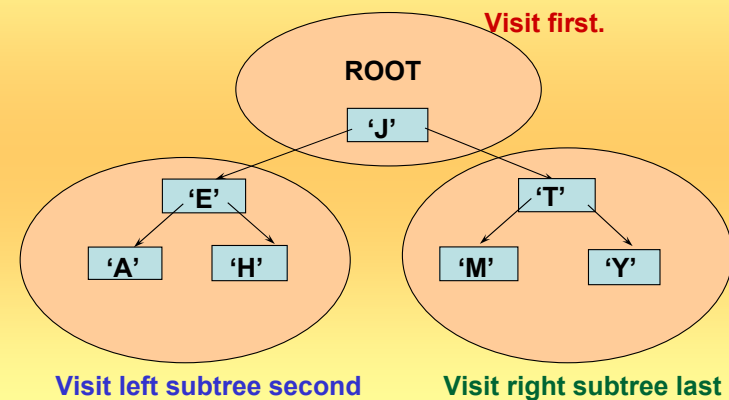 Visit first.
ROOT
‘J’
‘E’
‘T’
‘A’
‘H’
‘M’
‘Y’
Visit left subtree second
Visit right subtree last